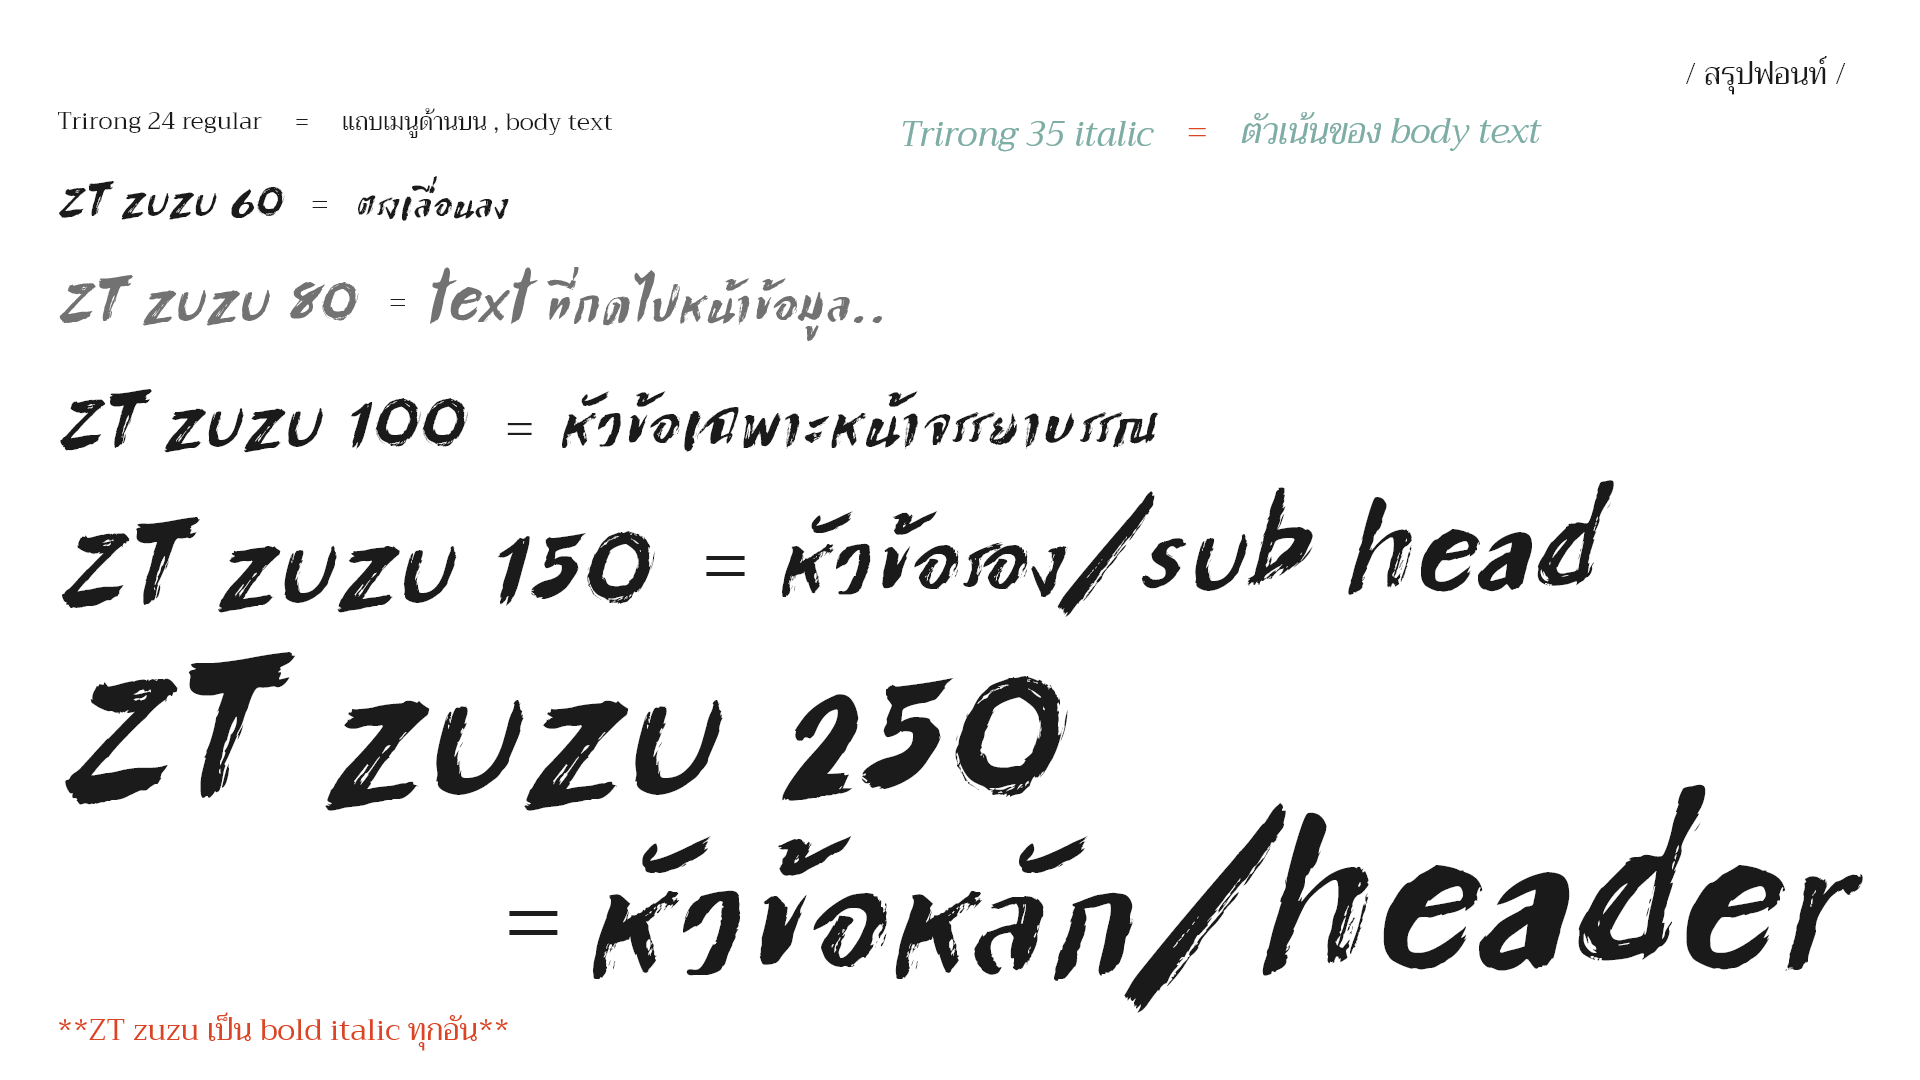 / สรุปฟอนท์ /
Trirong 24 regular = แถบเมนูด้านบน , body text
Trirong 35 italic = ตัวเน้นของ body text
ZT zuzu 60 = ตรงเลื่อนลง
ZT zuzu 80 = text ที่กดไปหน้าข้อมูล..
ZT zuzu 100 = หัวข้อเฉพาะหน้าจรรยาบรรณ
ZT zuzu 150 = หัวข้อรอง/sub head
ZT zuzu 250
= หัวข้อหลัก/header
**ZT zuzu เป็น bold italic ทุกอัน**